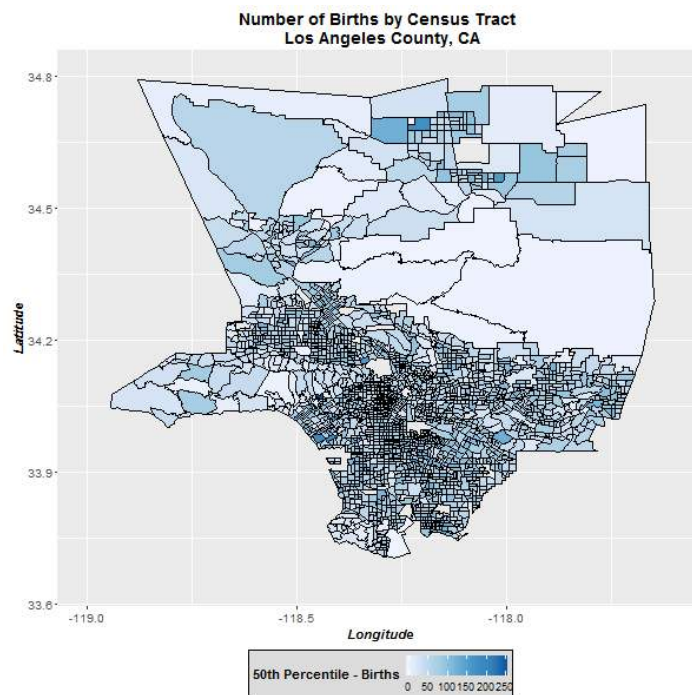 Number of Births by Census Tract
Los Angeles County, CA
34.8
34.5
34.2
33.9
33.6
Latitude
-119.0 -118.5 -118.0
Longitude
50th Percentile - Births
0 50 100 150 200 250